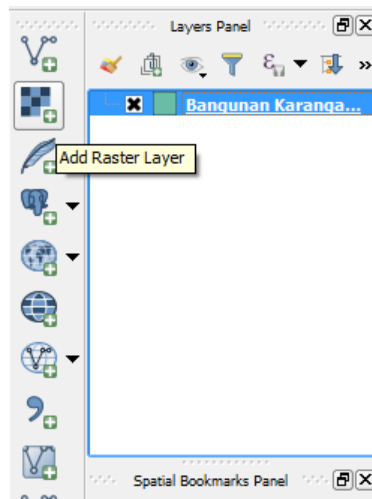 Layers Panel
Bangunan Karanga...
Add Raster Layer
Spatial Bookmarks Panel